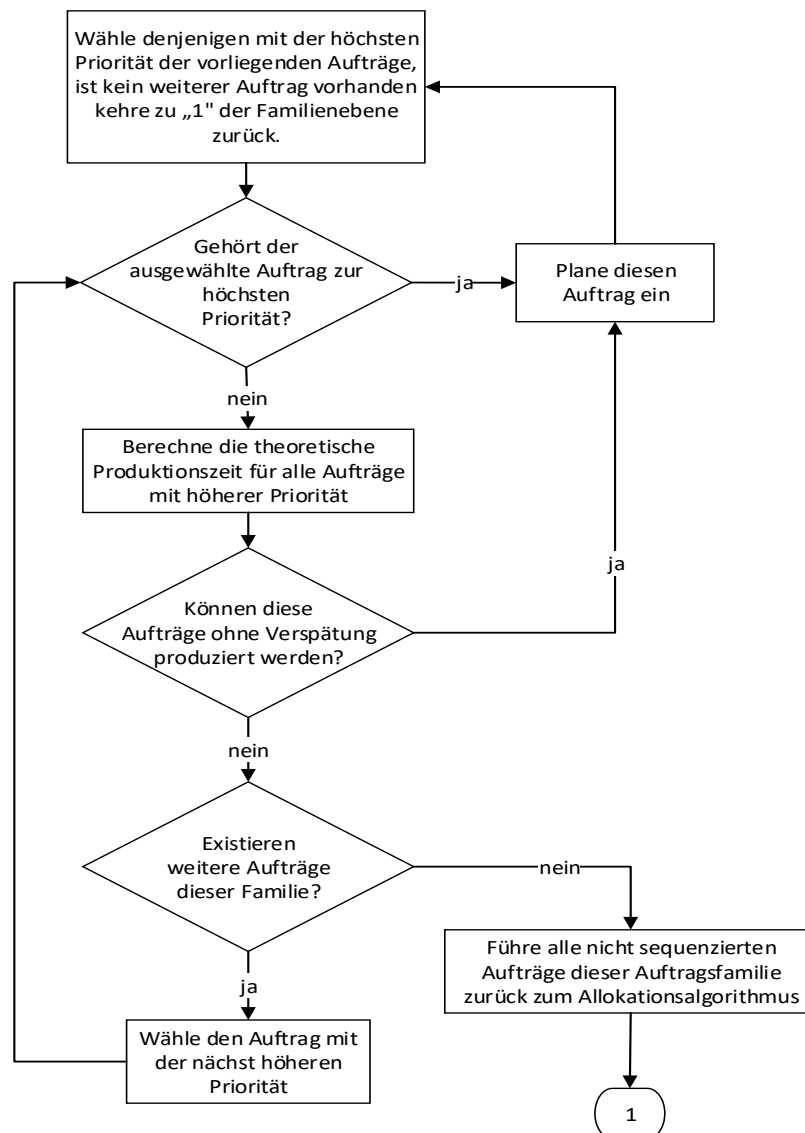 Wähle denjenigen mit der höchsten
Priorität der vorliegenden Aufträge,
ist kein weiterer Auftrag vorhanden
kehre zu „1" der Familienebene
zurück.
Gehört der
ausgewählte Auftrag zur
höchsten
Priorität?
ja
Plane diesen
Auftrag ein
nein
Berechne die theoretische
Produktionszeit für alle Aufträge
mit höherer Priorität
ja
Können diese
Aufträge ohne Verspätung
produziert werden?
nein
Existieren
weitere Aufträge
dieser Familie?
nein
Führe alle nicht sequenzierten
Aufträge dieser Auftragsfamilie
zurück zum Allokationsalgorithmus
ja
Wähle den Auftrag mit
der nächst höheren
Priorität
1